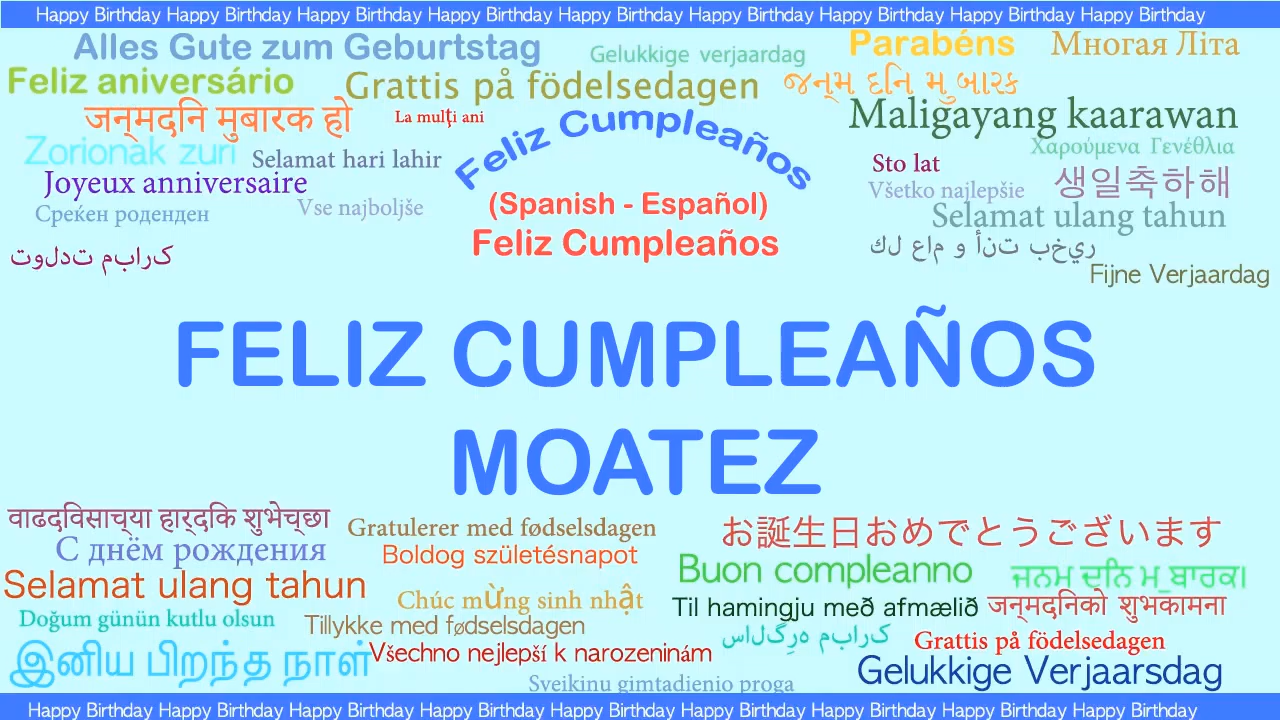 Happy Birthday Happy Birthday Happy Birthday Happy Birthday Happy Birthday Happy Birthday Happy Birthday Happy Birthday Happy Birthday
Alles Gute zum Geburtstag
Gelukkige verjaardag
Parabéns
Многая Літа
Feliz aniversário
Grattis på födelsedagen
જન્મ દિન મુબારક
जन्मदिन मुबारक हो
La mulţi ani
Feliz Cumpleaños
Maligayang kaarawan
Zorionak zuri
Selamat hari lahir
Χαρούμενα Γενέθλια
Sto lat
Joyeux anniversaire
(Spanish - Español)
Všetko najlepšie
생일축하해
Среќен роденден
Vse najboljše
Selamat ulang tahun
Feliz Cumpleaños
تولدت مبارک
كل عام و أنت بخير
Fijne Verjaardag
FELIZ CUMPLEAÑOS
MOATEZ
वाढदिवसाच्या हार्दिक शुभेच्छा
Gratulerer med fødselsdagen
お誕生日おめでとうございます
С днём рождения
Boldog születésnapot
Buon compleanno
ਜਨਮ ਦਿਨ ਮੁਬਾਰਕ।
Selamat ulang tahun
Chúc mừng sinh nhật
Til hamingju með afmælið
जन्मदिनको शुभकामना
Doğum günün kutlu olsun
Tillykke med fødselsdagen
سالگرہ مبارک
Grattis på födelsedagen
இனிய பிறந்த நாள்
Všechno nejlepší k narozeninám
Gelukkige Verjaarsdag
Sveikinu gimtadienio proga
Happy Birthday Happy Birthday Happy Birthday Happy Birthday Happy Birthday Happy Birthday Happy Birthday Happy Birthday Happy Birthday